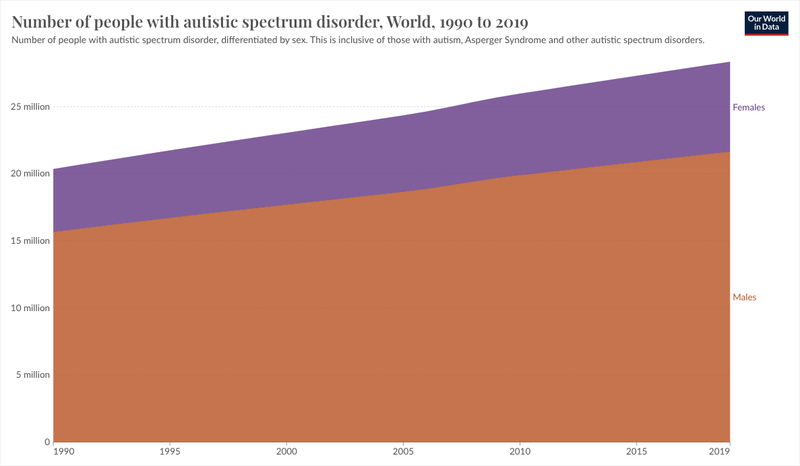 Number of people with autistic spectrum disorder, World, 1990 to 2019
Our World
in Data
Number of people with autistic spectrum disorder, differentiated by sex. This is inclusive of those with autism, Asperger Syndrome and other autistic spectrum disorders.
25 million
Females
20 million
15 million
10 million
Males
5 million
0
1990
1995
2000
2005
2010
2015
2019